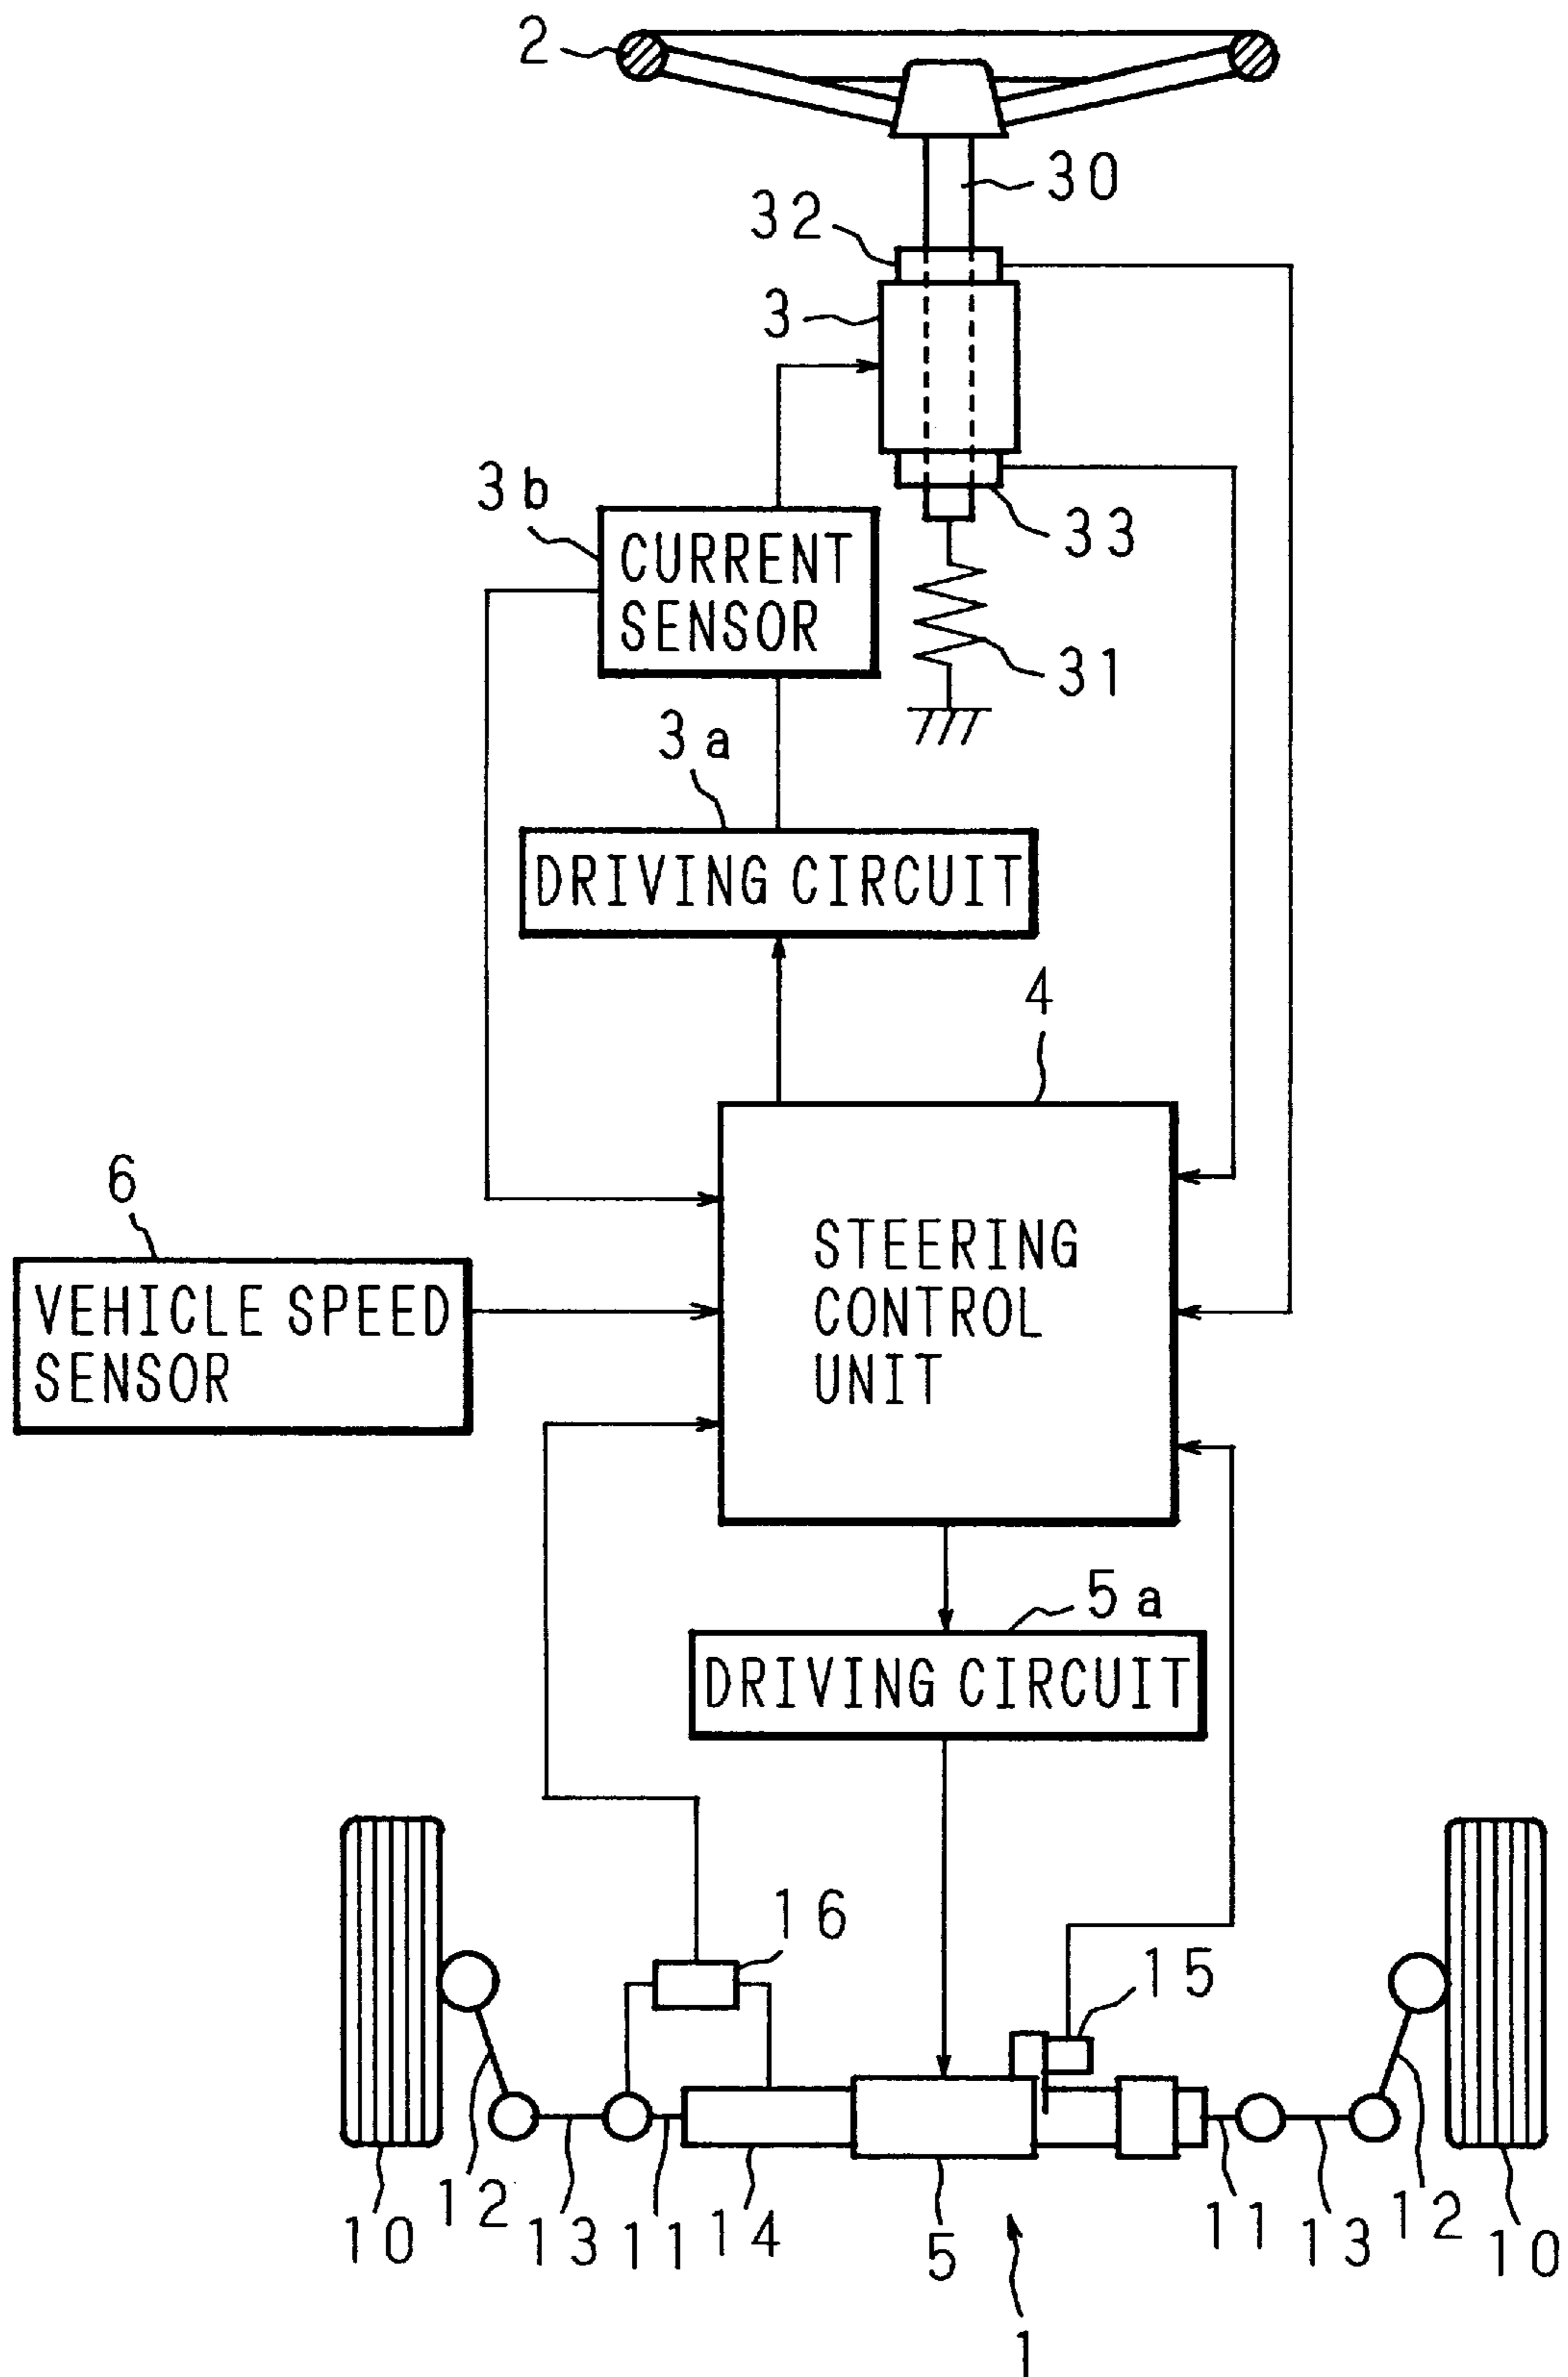 2
30
32
3
3b
33
CURRENT
SENSOR
31
3a
DRIVING CIRCUIT
4
6
STEERING
CONTROL
UNIT
VEHICLE SPEED
SENSOR
5a
DRIVING CIRCUIT
16
15
10
12
13
11
14
5
11
13
12
10
1